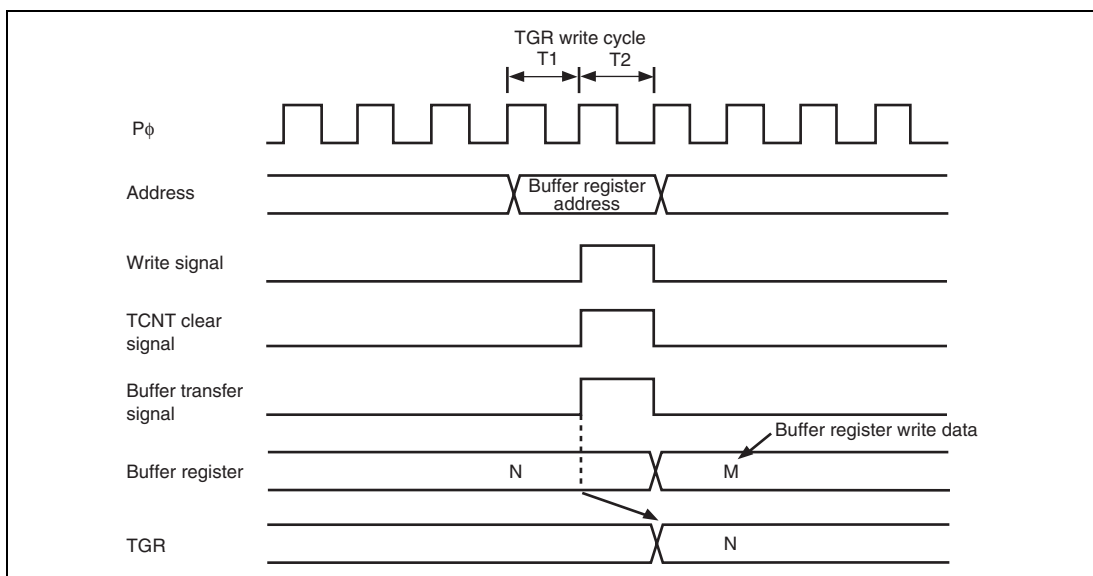 TGR write cycle
T1 T2
Pϕ
Address
Buffer register
address
Write signal
TCNT clear
signal
Buffer transfer
signal
Buffer register write data
Buffer register N M
TGR N